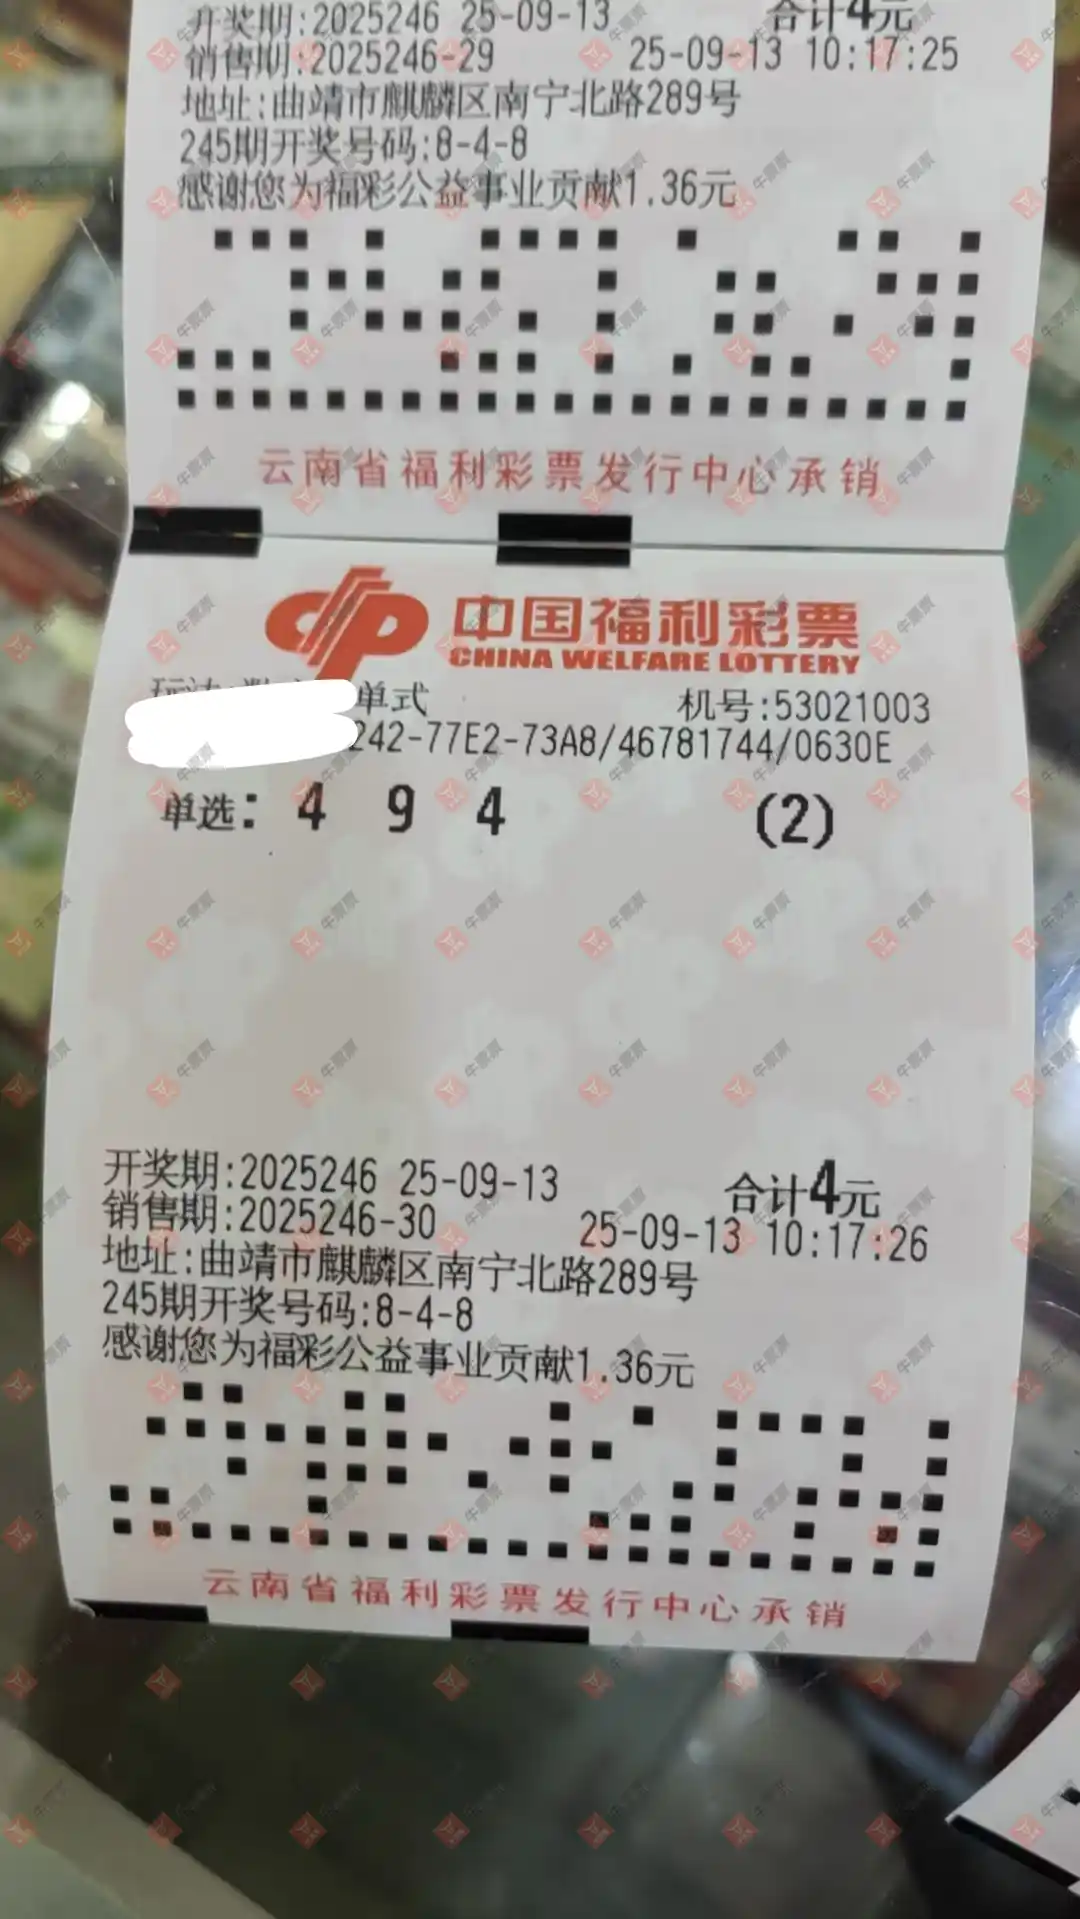 开奖期:2025246 25-09-13 合计4元
销售期:2025246-29 25-09-13 10:17:25
地址:曲靖市麒麟区南宁北路289号
245期开奖号码:8-4-8
感谢您为福彩公益事业贡献1.36元
云南省福利彩票发行中心承销
中国福利彩票
CHINA WELFARE LOTTERY
单式 机号:53021003
242-77E2-73A8/46781744/0630E
单选: 4 9 4 (2)
开奖期:2025246 25-09-13 合计4元
销售期:2025246-30 25-09-13 10:17:26
地址:曲靖市麒麟区南宁北路289号
245期开奖号码:8-4-8
感谢您为福彩公益事业贡献1.36元
云南省福利彩票发行中心承销
牛票票